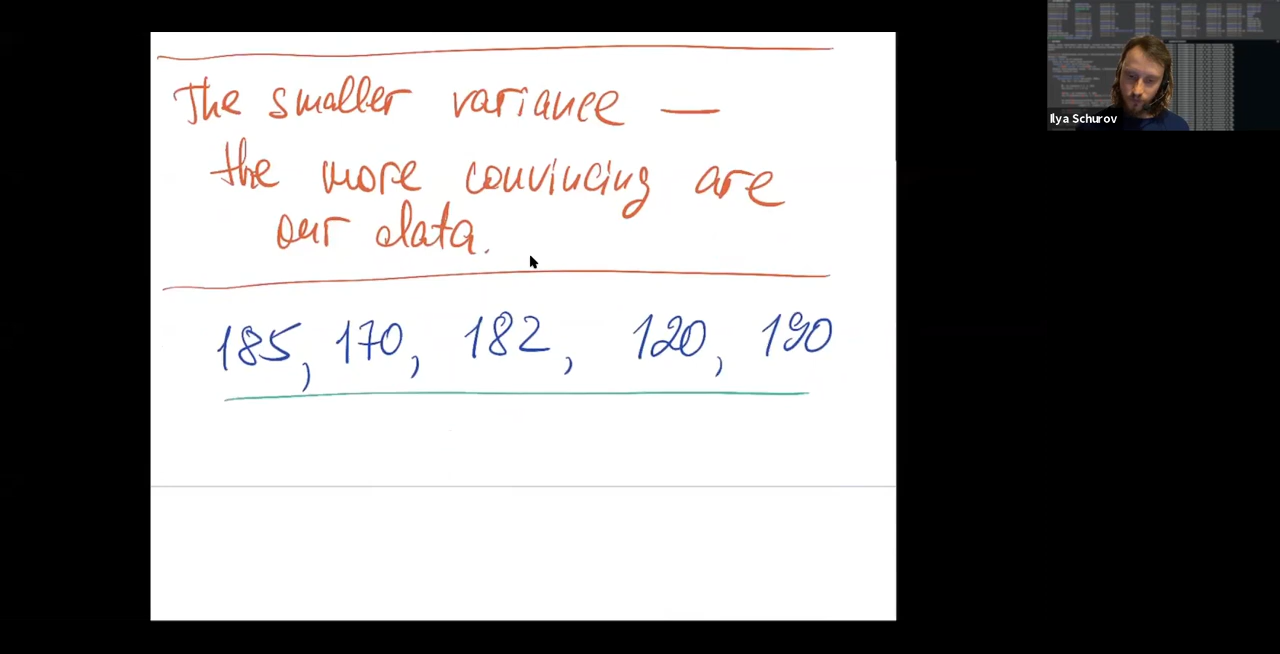 The smaller variance —
the more convincing are
our data.
185, 170, 182, 120, 190
Ilya Schurov